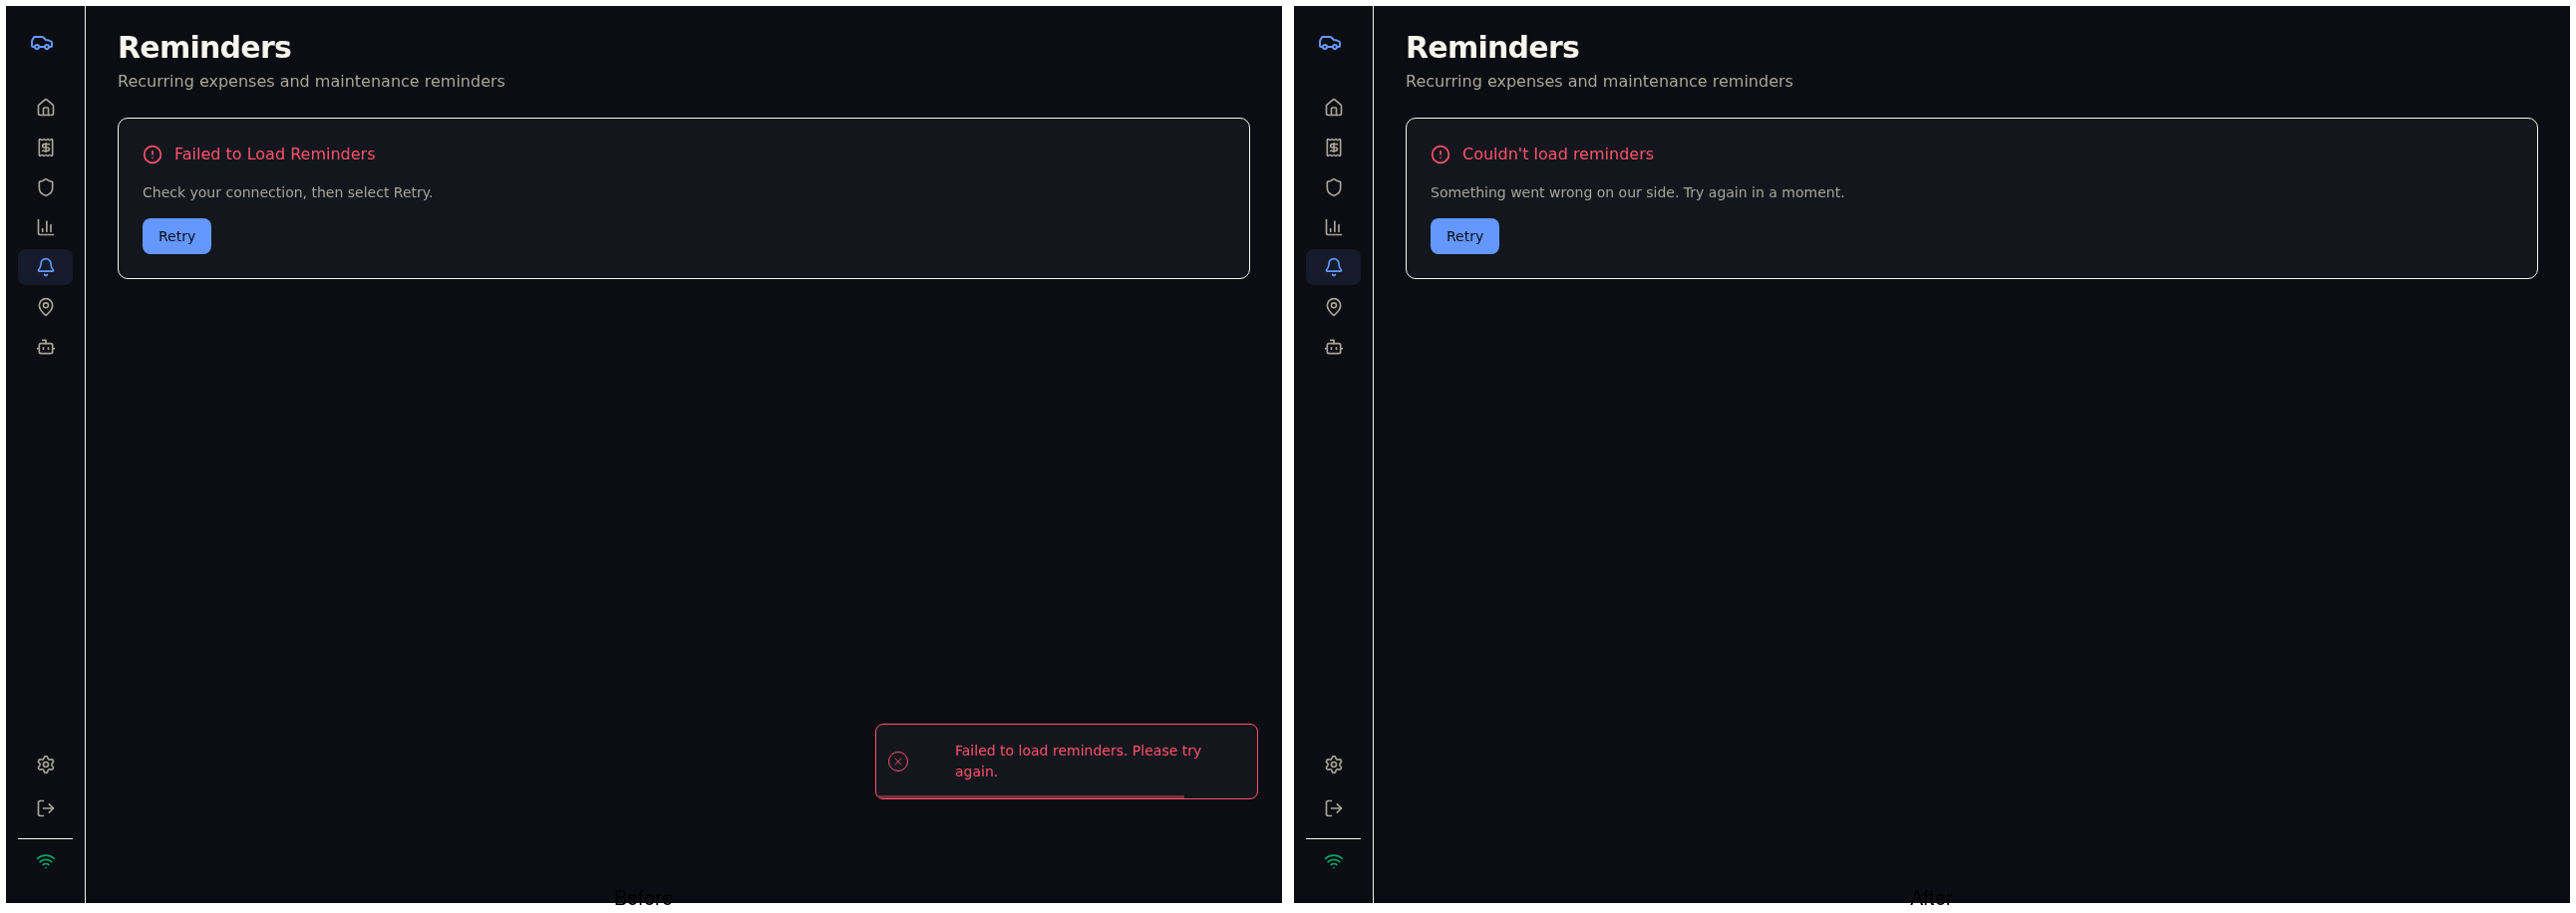 Reminders
Recurring expenses and maintenance reminders
Failed to Load Reminders
Check your connection, then select Retry.
Retry
Failed to load reminders. Please try
again.
Before
Reminders
Recurring expenses and maintenance reminders
Couldn't load reminders
Something went wrong on our side. Try again in a moment.
Retry
After